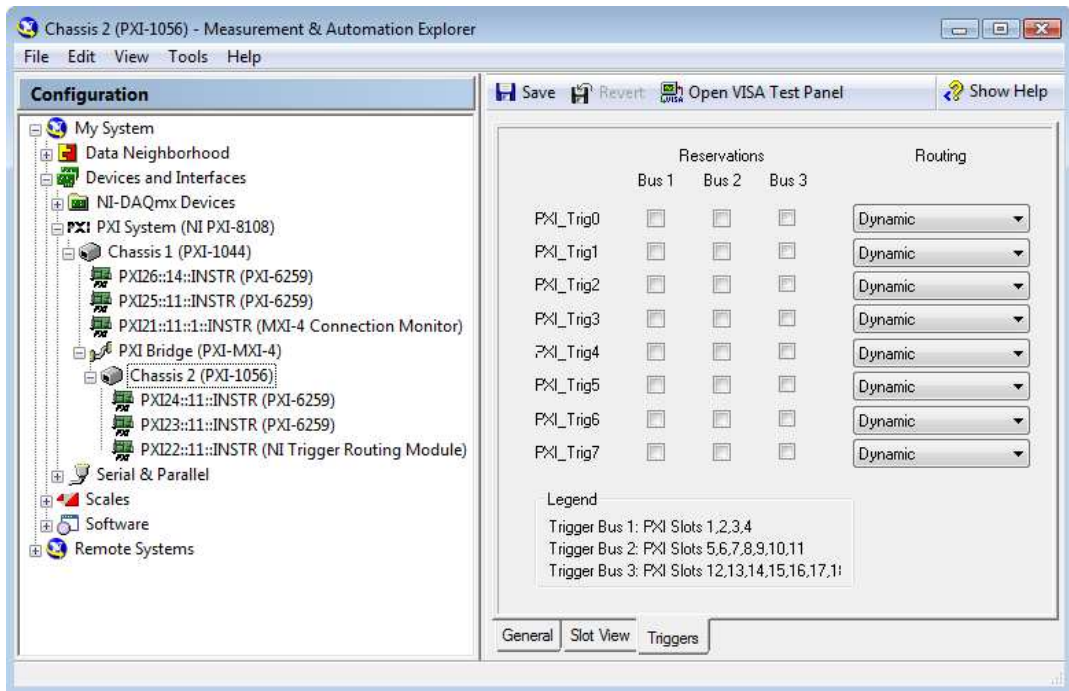 Chassis 2 (PXI-1056) - Measurement & Automation Explorer
File Edit View Tools Help
Configuration
My System
Data Neighborhood
Devices and Interfaces
NI-DAQmx Devices
PXI PXI System (NI PXI-8108)
Chassis 1 (PXI-1044)
PXI26::14::INSTR (PXI-6259)
PXI25::11::INSTR (PXI-6259)
PXI21::11::1::INSTR (MXI-4 Connection Monitor)
PXI Bridge (PXI-MXI-4)
Chassis 2 (PXI-1056)
PXI24::11::INSTR (PXI-6259)
PXI23::11::INSTR (PXI-6259)
PXI22::11::INSTR (NI Trigger Routing Module)
Serial & Parallel
Scales
Software
Remote Systems
Save Revert Open VISA Test Panel Show Help
Reservations Routing
Bus 1 Bus 2 Bus 3
PXI_Trig0 Dynamic
PXI_Trig1 Dynamic
PXI_Trig2 Dynamic
PXI_Trig3 Dynamic
PXI_Trig4 Dynamic
PXI_Trig5 Dynamic
PXI_Trig6 Dynamic
PXI_Trig7 Dynamic
Legend
Trigger Bus 1: PXI Slots 1,2,3,4
Trigger Bus 2: PXI Slots 5,6,7,8,9,10,11
Trigger Bus 3: PXI Slots 12,13,14,15,16,17,1
General Slot View Triggers